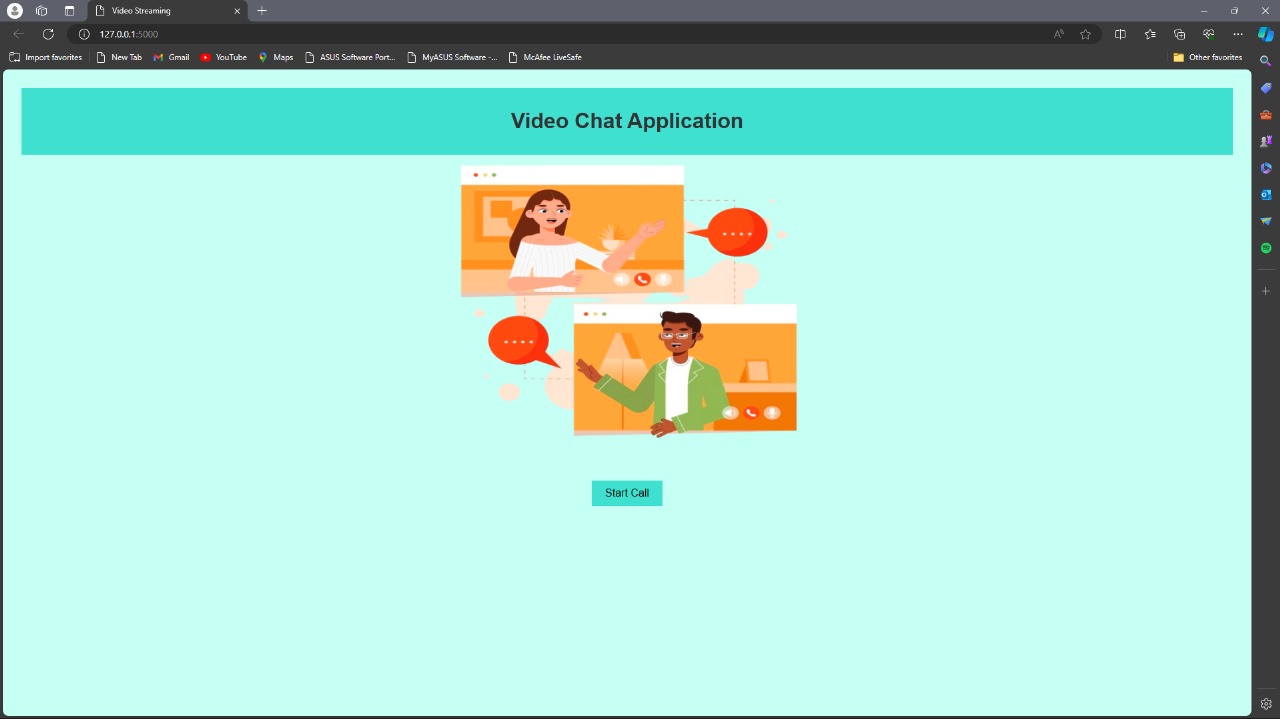 Video Streaming
127.0.0.1:5000
Import favorites New Tab Gmail YouTube Maps ASUS Software Port... MyASUS Software -... McAfee LiveSafe Other favorites
Video Chat Application
Start Call